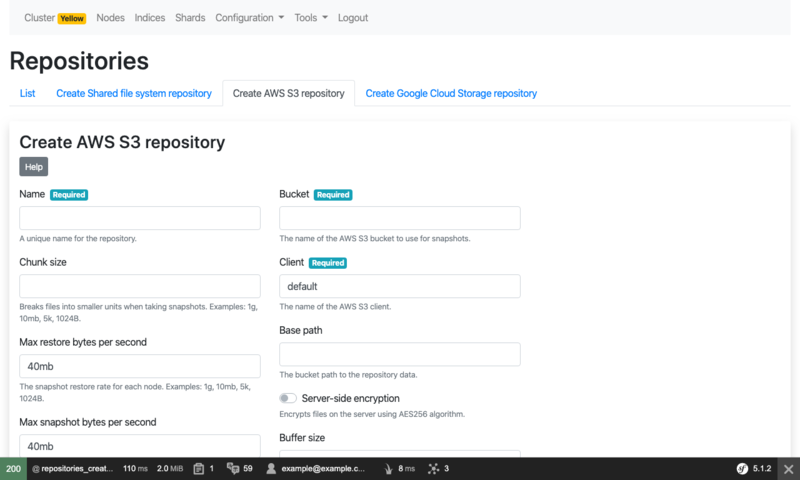 Cluster Yellow Nodes Indices Shards Configuration Tools Logout
Repositories
List Create Shared file system repository Create AWS S3 repository Create Google Cloud Storage repository
Create AWS S3 repository
Help
Name Required
A unique name for the repository.
Chunk size
Breaks files into smaller units when taking snapshots. Examples: 1g,
10mb, 5k, 1024B.
Max restore bytes per second
40mb
The snapshot restore rate for each node. Examples: 1g, 10mb, 5k,
1024B.
Max snapshot bytes per second
40mb
Bucket Required
The name of the AWS S3 bucket to use for snapshots.
Client Required
default
The name of the AWS S3 client.
Base path
The bucket path to the repository data.
Server-side encryption
Encrypts files on the server using AES256 algorithm.
Buffer size
200 @ repositories_creat... 110 ms 2.0 MiB 1 59 example@example.c... 8 ms 3 sf 5.1.2